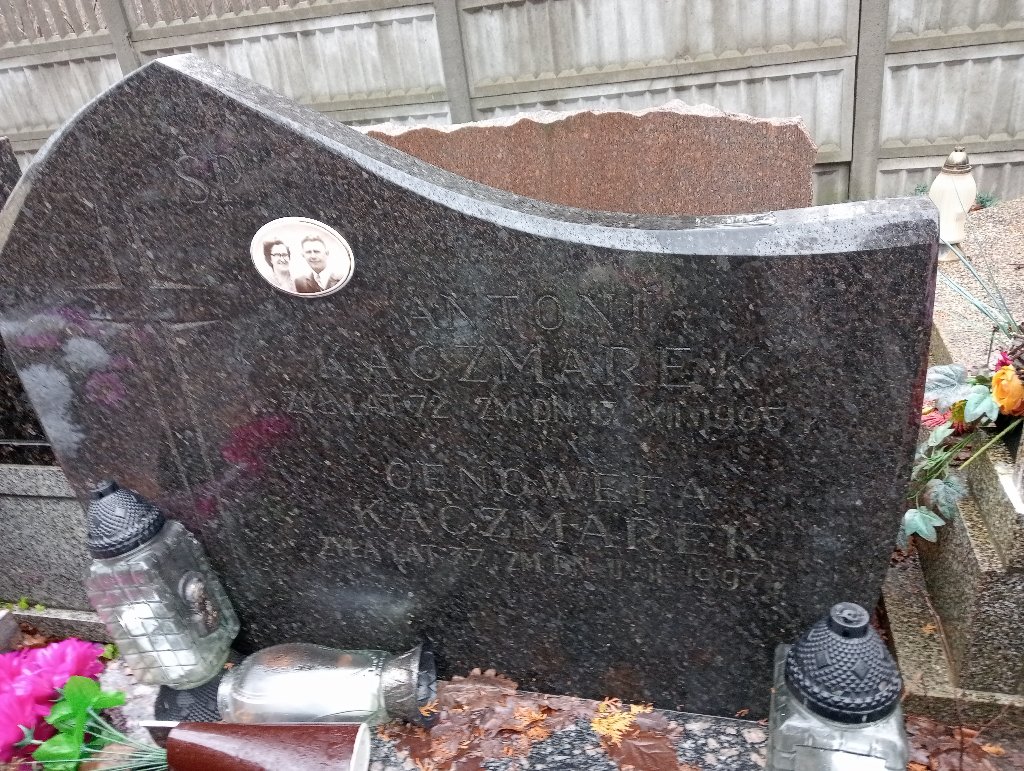 ŚP
ANTONI
KACZMAREK
ŻYŁ LAT 72 ZM. DN. 17. XII. 1995
GENOWEFA
KACZMAREK
ŻYŁA LAT 77, ZM. DN. 11. II. 1997